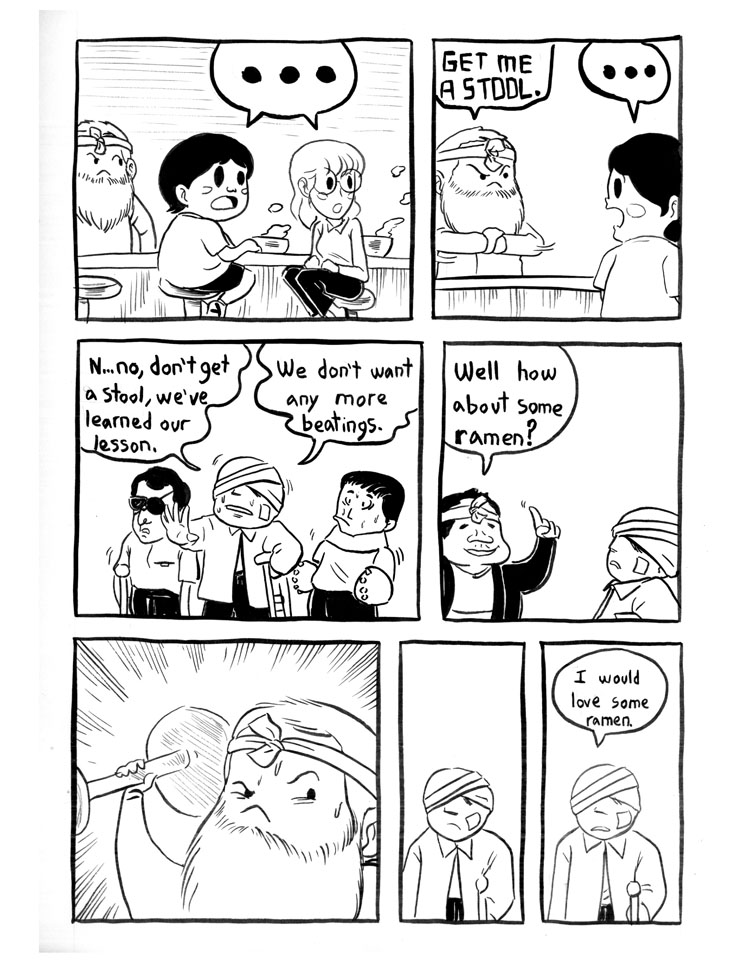 ● ● ●
GET ME
A STOOL.
● ● ●
N...no, don't get
a stool, we've
learned our
lesson.
We don't want
any more
beatings.
Well how
about some
ramen?
I would
love some
ramen.